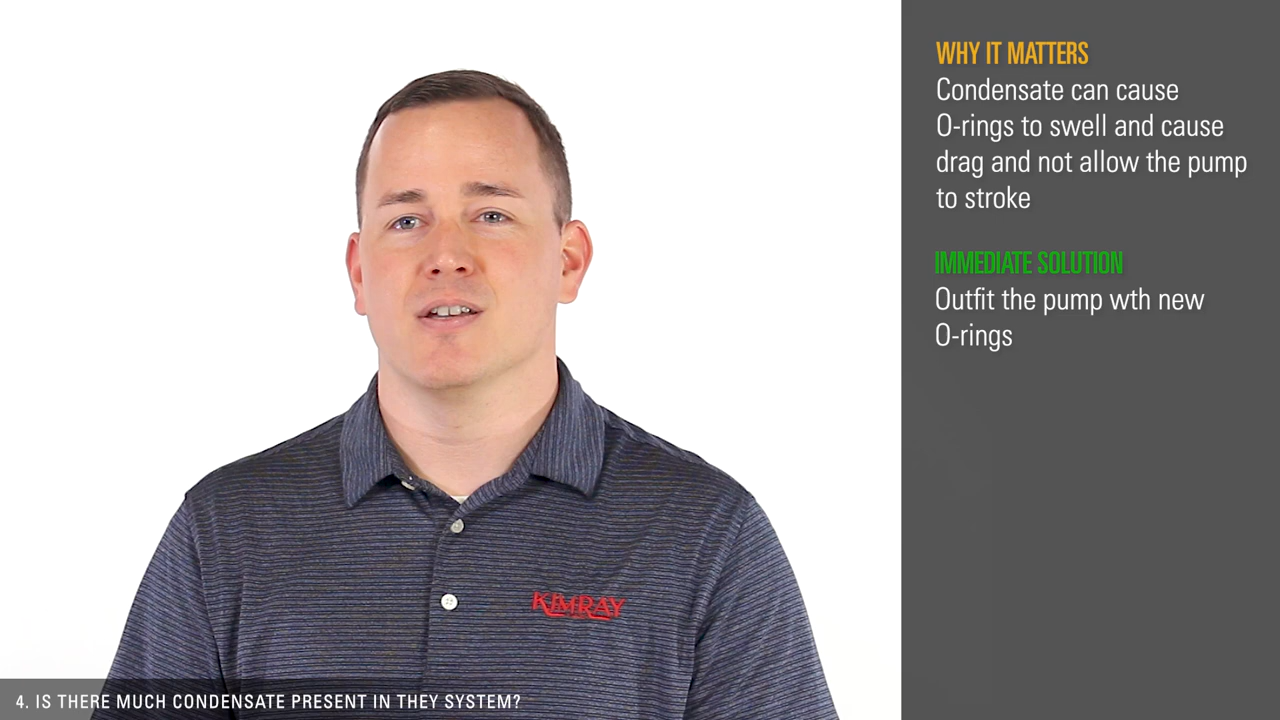 WHY IT MATTERS
Condensate can cause
O-rings to swell and cause
drag and not allow the pump
to stroke
IMMEDIATE SOLUTION
Outfit the pump wth new
O-rings
KIMRAY
4. IS THERE MUCH CONDENSATE PRESENT IN THEY SYSTEM?